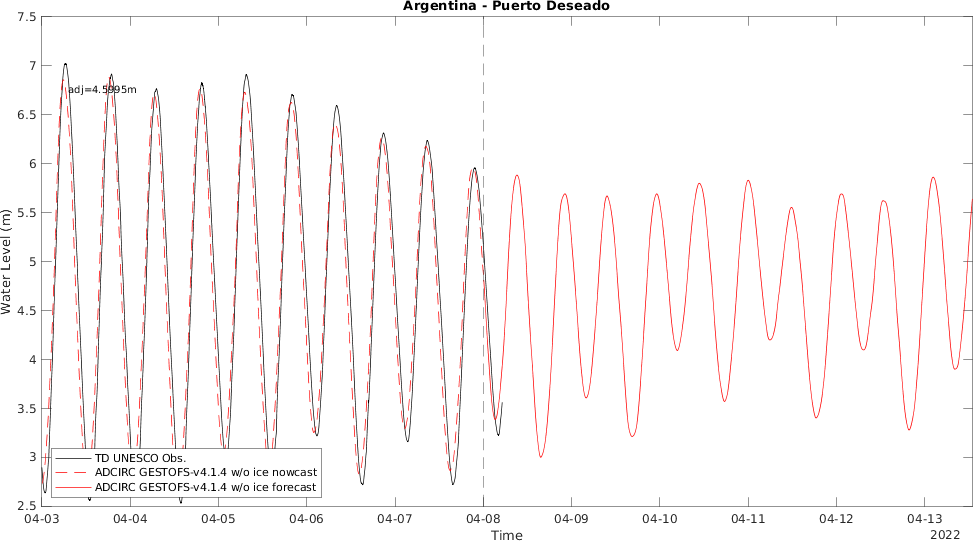 Argentina - Puerto Deseado
7.5
7
adj=4.5995m
6.5
6
5.5
5
Water Level (m)
4.5
4
3.5
3
2.5
TD UNESCO Obs.
ADCIRC GESTOFS-v4.1.4 w/o ice nowcast
ADCIRC GESTOFS-v4.1.4 w/o ice forecast
04-03 04-04 04-05 04-06 04-07 04-08 04-09 04-10 04-11 04-12 04-13
Time
2022